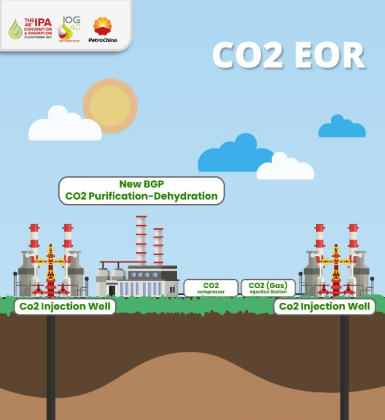 THE
46th IPA
CONVENTION
& EXHIBITION
IOG
4.0
PetroChina
CO2 EOR
New BGP
CO2 Purification-Dehydration
CO2
compressor
CO2 (Gas)
Injection Station
Co2 Injection Well
Co2 Injection Well